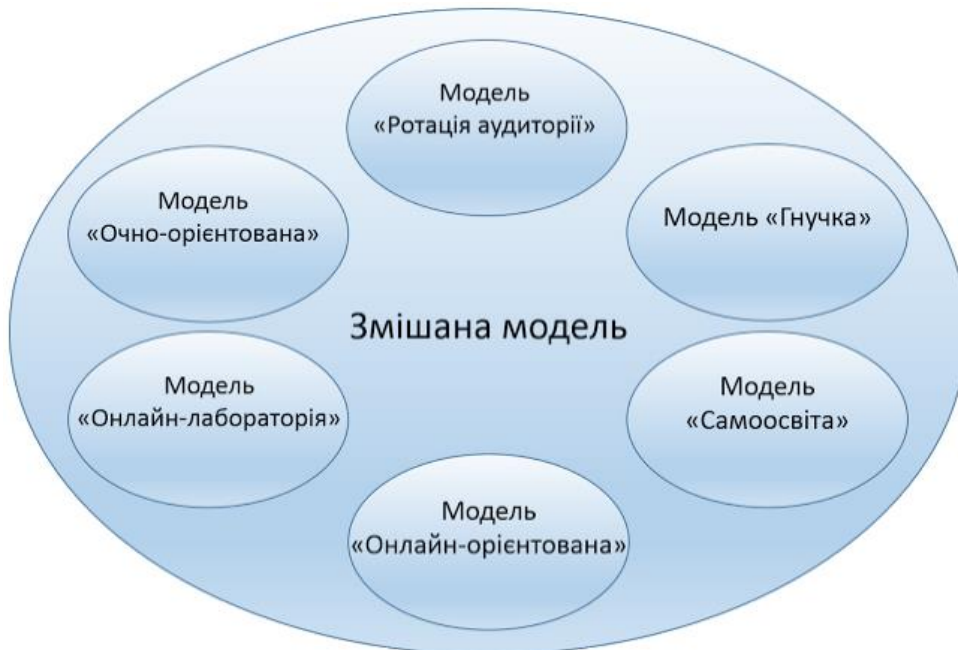 Модель
«Ротація аудиторії»
Модель
«Очно-орієнтована»
Модель «Гнучка»
Змішана модель
Модель
«Онлайн-лабораторія»
Модель
«Самоосвіта»
Модель
«Онлайн-орієнтована»